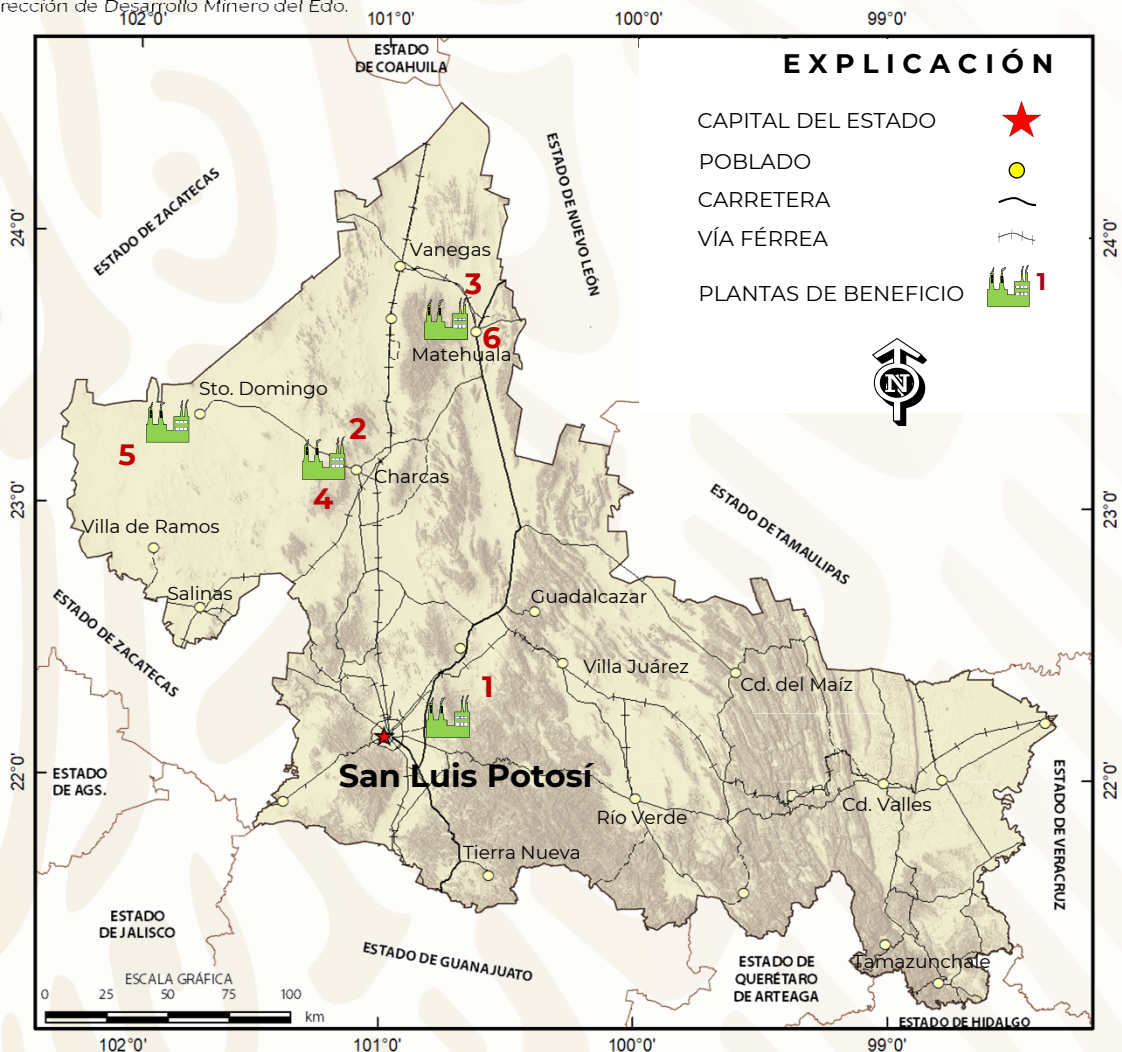 rección de Desarrollo Minero del Edo.
102°0'
101°0'
100°0'
99°0'
ESTADO
DE COAHUILA
EXPLICACIÓN
CAPITAL DEL ESTADO
POBLADO
CARRETERA
VÍA FÉRREA
PLANTAS DE BENEFICIO
1
N
ESTADO DE ZACATECAS
ESTADO DE NUEVO LEÓN
24°0'
24°0'
Vanegas
3
6
Matehuala
Sto. Domingo
5
2
Charcas
4
23°0'
23°0'
Villa de Ramos
Salinas
ESTADO DE TAMAULIPAS
ESTADO DE ZACATECAS
Guadalcazar
Villa Juárez
Cd. del Maíz
1
San Luis Potosí
22°0'
22°0'
ESTADO
DE AGS.
Cd. Valles
Río Verde
ESTADO DE VERACRUZ
Tierra Nueva
ESTADO
DE JALISCO
ESTADO DE GUANAJUATO
ESTADO DE
QUERÉTARO
DE ARTEAGA
Tamazunchale
ESTADO DE HIDALGO
ESCALA GRÁFICA
0 25 50 75 100
km
102°0'
101°0'
100°0'
99°0'